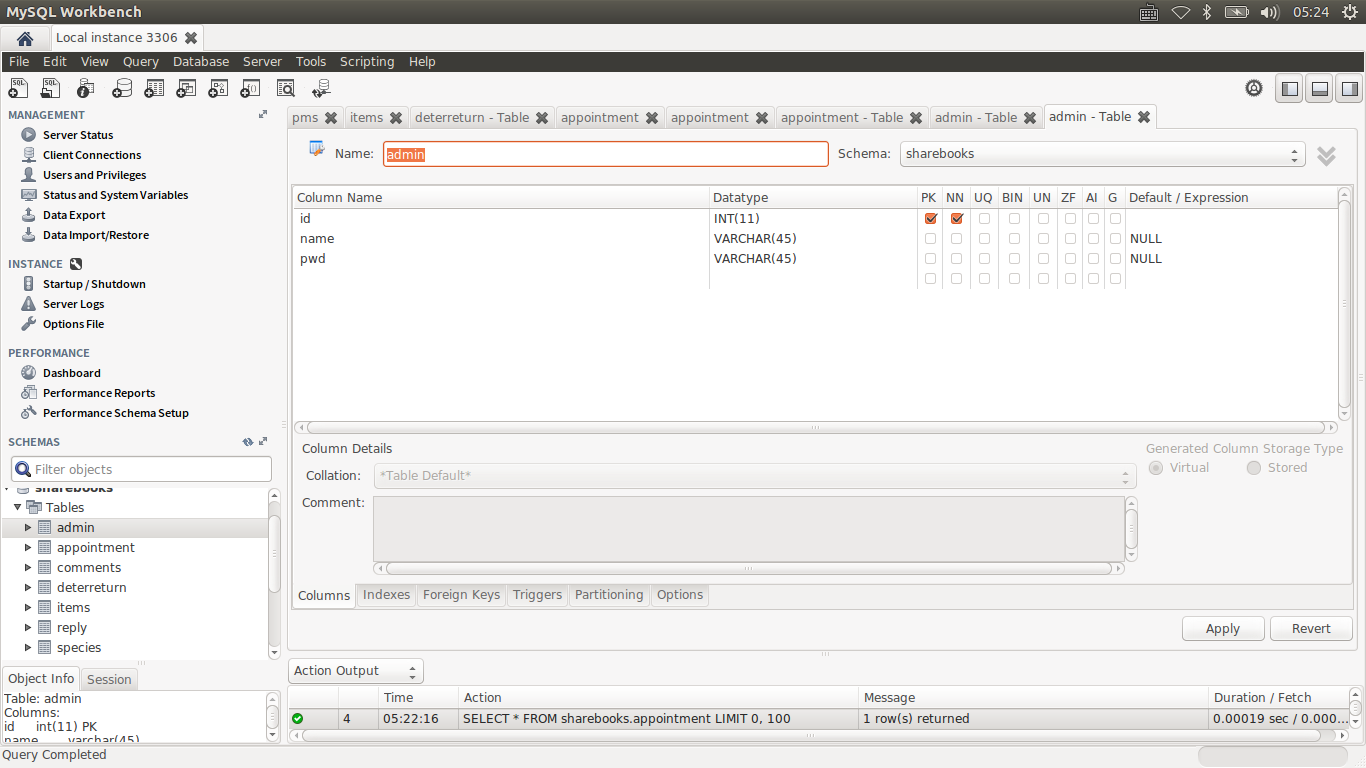 MySQL Workbench
05:24
Local instance 3306
File Edit View Query Database Server Tools Scripting Help
MANAGEMENT
Server Status
Client Connections
Users and Privileges
Status and System Variables
Data Export
Data Import/Restore
INSTANCE
Startup / Shutdown
Server Logs
Options File
PERFORMANCE
Dashboard
Performance Reports
Performance Schema Setup
SCHEMAS
Filter objects
sharebooks
Tables
admin
appointment
comments
deterreturn
items
reply
species
Object Info Session
Table: admin
Columns:
id int(11) PK
name varchar(45)
Query Completed
pms items deterreturn - Table appointment appointment appointment - Table admin - Table admin - Table
Name: admin Schema: sharebooks
Column Name Datatype PK NN UQ BIN UN ZF AI G Default / Expression
id INT(11)
name VARCHAR(45) NULL
pwd VARCHAR(45) NULL
Column Details Generated Column Storage Type
Collation: *Table Default* Virtual Stored
Comment:
Columns Indexes Foreign Keys Triggers Partitioning Options
Apply Revert
Action Output
Time Action Message Duration / Fetch
4 05:22:16 SELECT * FROM sharebooks.appointment LIMIT 0, 100 1 row(s) returned 0.00019 sec / 0.000...